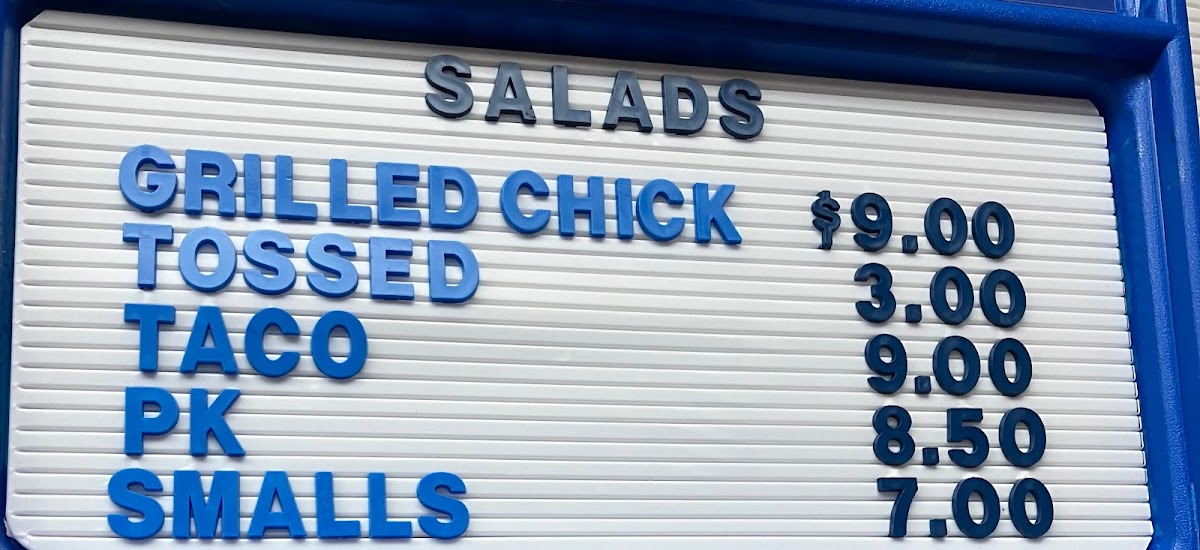 SALADS
GRILLED CHICK $9.00
TOSSED 3.00
TACO 9.00
PK 8.50
SMALLS 7.00